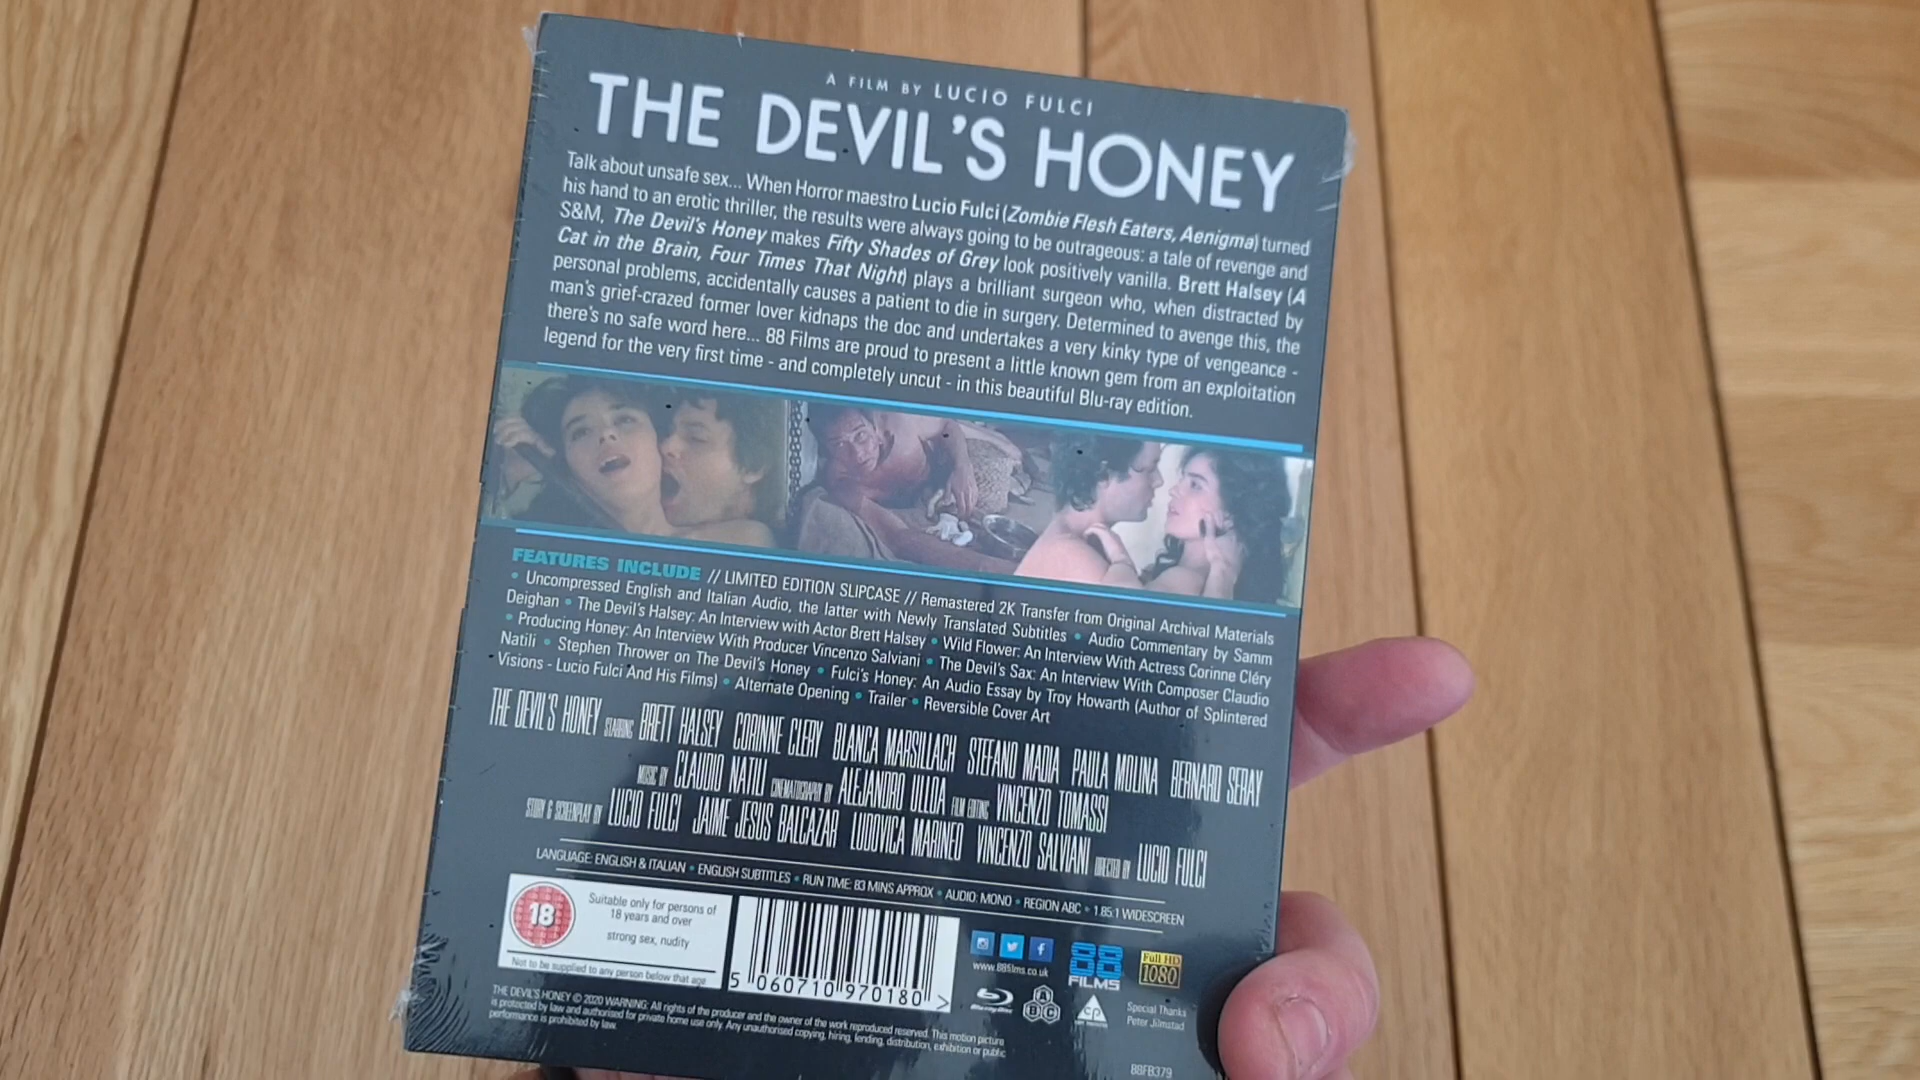 A FILM BY LUCIO FULCI
THE DEVIL'S HONEY
Talk about unsafe sex... When Horror maestro Lucio Fulci (Zombie Flesh Eaters, Aenigma) turned
his hand to an erotic thriller, the results were always going to be outrageous: a tale of revenge and
S&M, The Devil's Honey makes Fifty Shades of Grey look positively vanilla. Brett Halsey (A
Cat in the Brain, Four Times That Night) plays a brilliant surgeon who, when distracted by
personal problems, accidentally causes a patient to die in surgery. Determined to avenge this, the
man's grief-crazed former lover kidnaps the doc and undertakes a very kinky type of vengeance -
there's no safe word here... 88 Films are proud to present a little known gem from an exploitation
legend for the very first time - and completely uncut - in this beautiful Blu-ray edition.
FEATURES INCLUDE // LIMITED EDITION SLIPCASE // Remastered 2K Transfer from Original Archival Materials
• Uncompressed English and Italian Audio, the latter with Newly Translated Subtitles • Audio Commentary by Samm
Deighan • The Devil's Halsey: An Interview with Actor Brett Halsey • Wild Flower: An Interview With Actress Corinne Cléry
• Producing Honey: An Interview With Producer Vincenzo Salviani • The Devil's Sax: An Interview With Composer Claudio
Natili • Stephen Thrower on The Devil's Honey • Fulci's Honey: An Audio Essay by Troy Howarth (Author of Splintered
Visions - Lucio Fulci And His Films) • Alternate Opening • Trailer • Reversible Cover Art
THE DEVIL'S HONEY STARRING BRETT HALSEY CORINNE CLERY BLANCA MARSILLACH STEFANO MADIA PAULA MOLINA BERNARD SERAY
MUSIC BY CLAUDIO NATILI CINEMATOGRAPHY BY ALEJANDRO ULLOA FILM EDITING VINCENZO TOMASSI
STORY & SCREENPLAY BY LUCIO FULCI JAIME JESUS BALCAZAR LUDOVICA MARINEO VINCENZO SALVIANI DIRECTED BY LUCIO FULCI
LANGUAGE: ENGLISH & ITALIAN • ENGLISH SUBTITLES • RUN TIME: 83 MINS APPROX • AUDIO: MONO • REGION ABC • 1.85:1 WIDESCREEN
18
Suitable only for persons of
18 years and over
strong sex, nudity
Not to be supplied to any person below that age
5 060710 970180 >
www.88films.co.uk
88 FILMS
Full HD
1080
Blu-ray Disc
A B C
Special Thanks
Peter Jilmstad
THE DEVIL'S HONEY © 2020 WARNING: All rights of the producer and the owner of the work reproduced reserved. This motion picture
is protected by law and authorised for private home use only. Any unauthorised copying, hiring, lending, distribution, exhibition or public
performance is prohibited by law.
88FB379